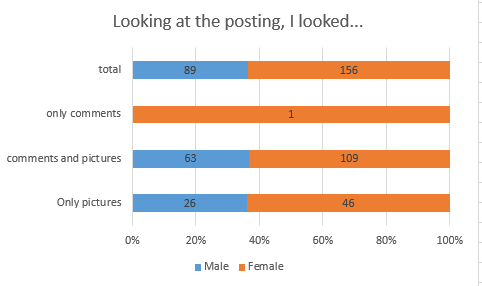 Looking at the posting, I looked...
total
89 156
only comments
1
comments and pictures
63 109
Only pictures
26 46
0% 20% 40% 60% 80% 100%
Male Female